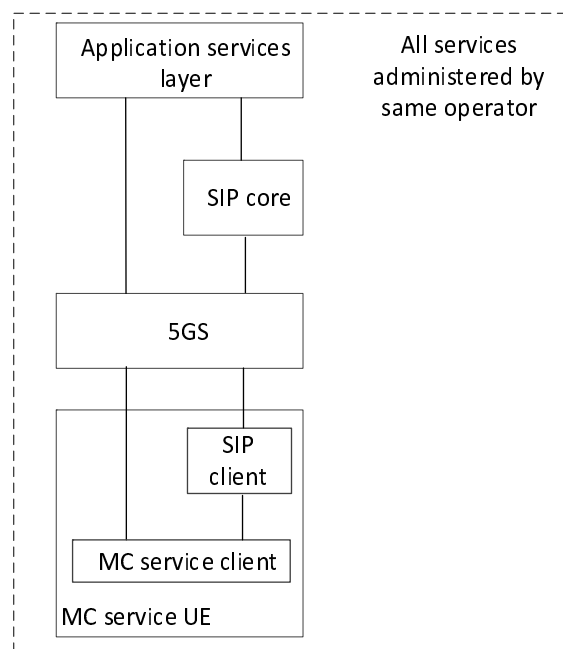 Application services
layer
All services
administered by
same operator
SIP core
5GS
SIP
client
MC service client
MC service UE